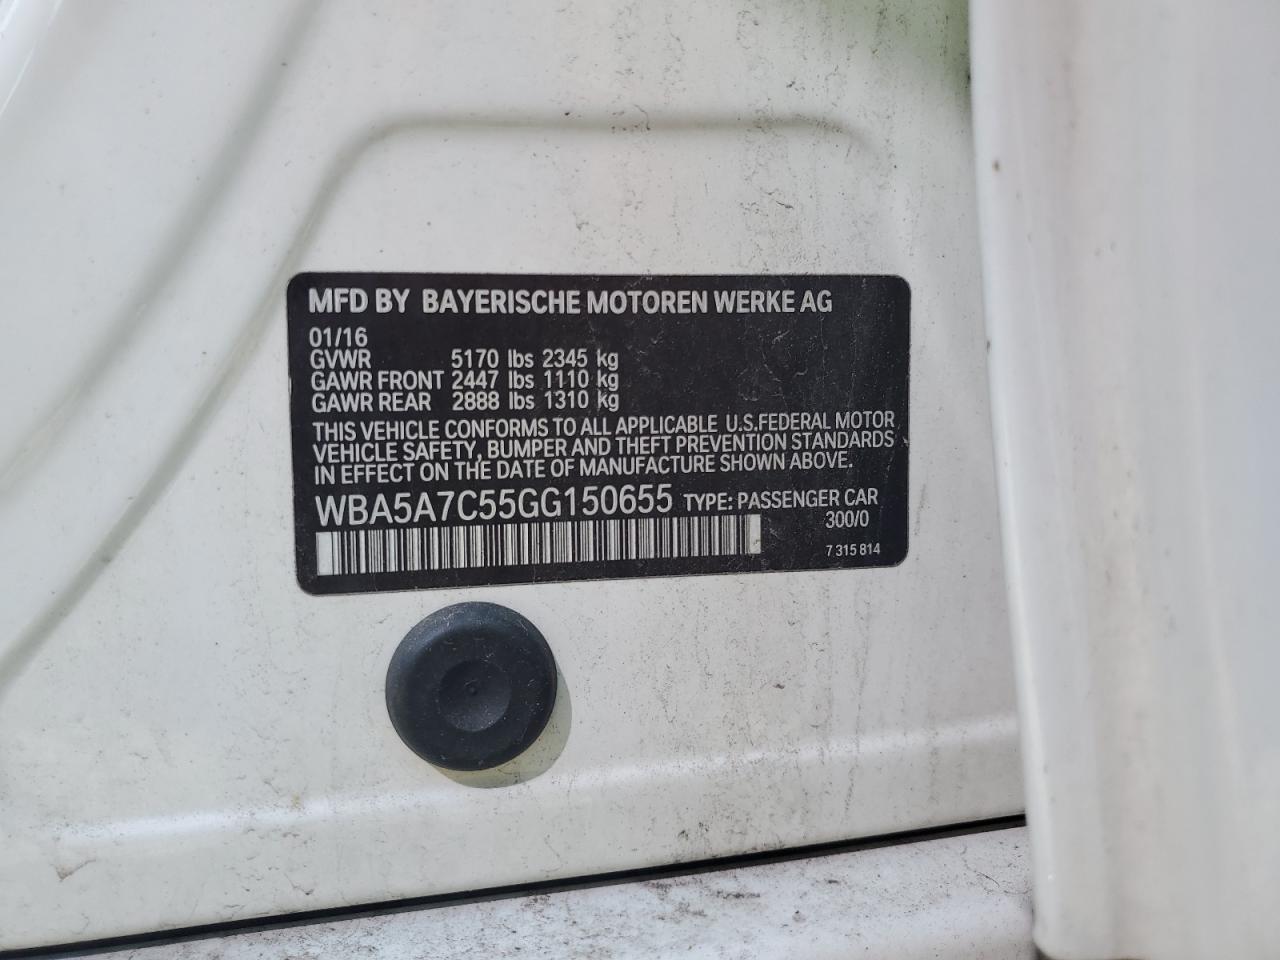 MFD BY BAYERISCHE MOTOREN WERKE AG
01/16
GVWR 5170 lbs 2345 kg
GAWR FRONT 2447 lbs 1110 kg
GAWR REAR 2888 lbs 1310 kg
THIS VEHICLE CONFORMS TO ALL APPLICABLE U.S.FEDERAL MOTOR
VEHICLE SAFETY, BUMPER AND THEFT PREVENTION STANDARDS
IN EFFECT ON THE DATE OF MANUFACTURE SHOWN ABOVE.
WBA5A7C55GG150655 TYPE: PASSENGER CAR
300/0
7 315 814